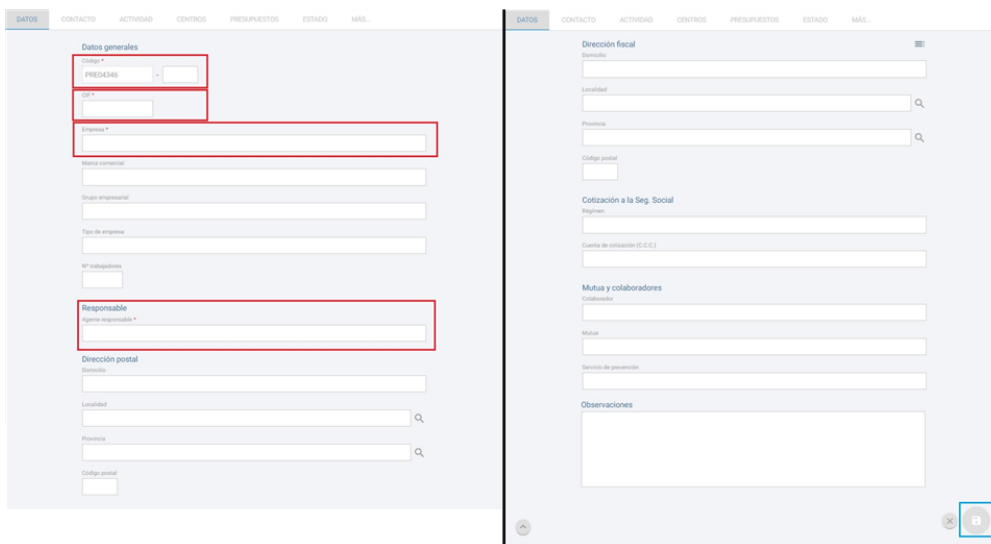 DATOS CONTACTO ACTIVIDAD CENTROS PRESUPUESTOS ESTADO MÁS...
Datos generales
Código *
PRE04346 -
CIF *
Empresa *
Marca comercial
Grupo empresarial
Tipo de empresa
Nº trabajadores
Responsable
Agente responsable *
Dirección postal
Domicilio
Localidad
Provincia
Código postal
DATOS CONTACTO ACTIVIDAD CENTROS PRESUPUESTOS ESTADO MÁS...
Dirección fiscal
Domicilio
Localidad
Provincia
Código postal
Cotización a la Seg. Social
Régimen
Cuenta de cotización (C.C.C.)
Mutua y colaboradores
Colaborador
Mutua
Servicio de prevención
Observaciones